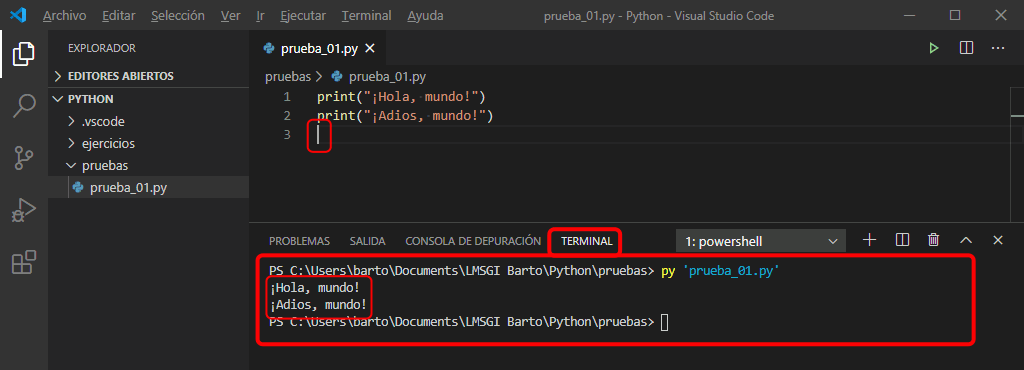 Archivo Editar Selección Ver Ir Ejecutar Terminal Ayuda prueba_01.py - Python - Visual Studio Code
EXPLORADOR
prueba_01.py
EDITORES ABIERTOS
pruebas > prueba_01.py
PYTHON
.vscode
ejercicios
pruebas
prueba_01.py
1 print("¡Hola, mundo!")
2 print("¡Adios, mundo!")
3
PROBLEMAS SALIDA CONSOLA DE DEPURACIÓN TERMINAL 1: powershell
PS C:\Users\barto\Documents\LMSGI Barto\Python\pruebas> py 'prueba_01.py'
¡Hola, mundo!
¡Adios, mundo!
PS C:\Users\barto\Documents\LMSGI Barto\Python\pruebas>